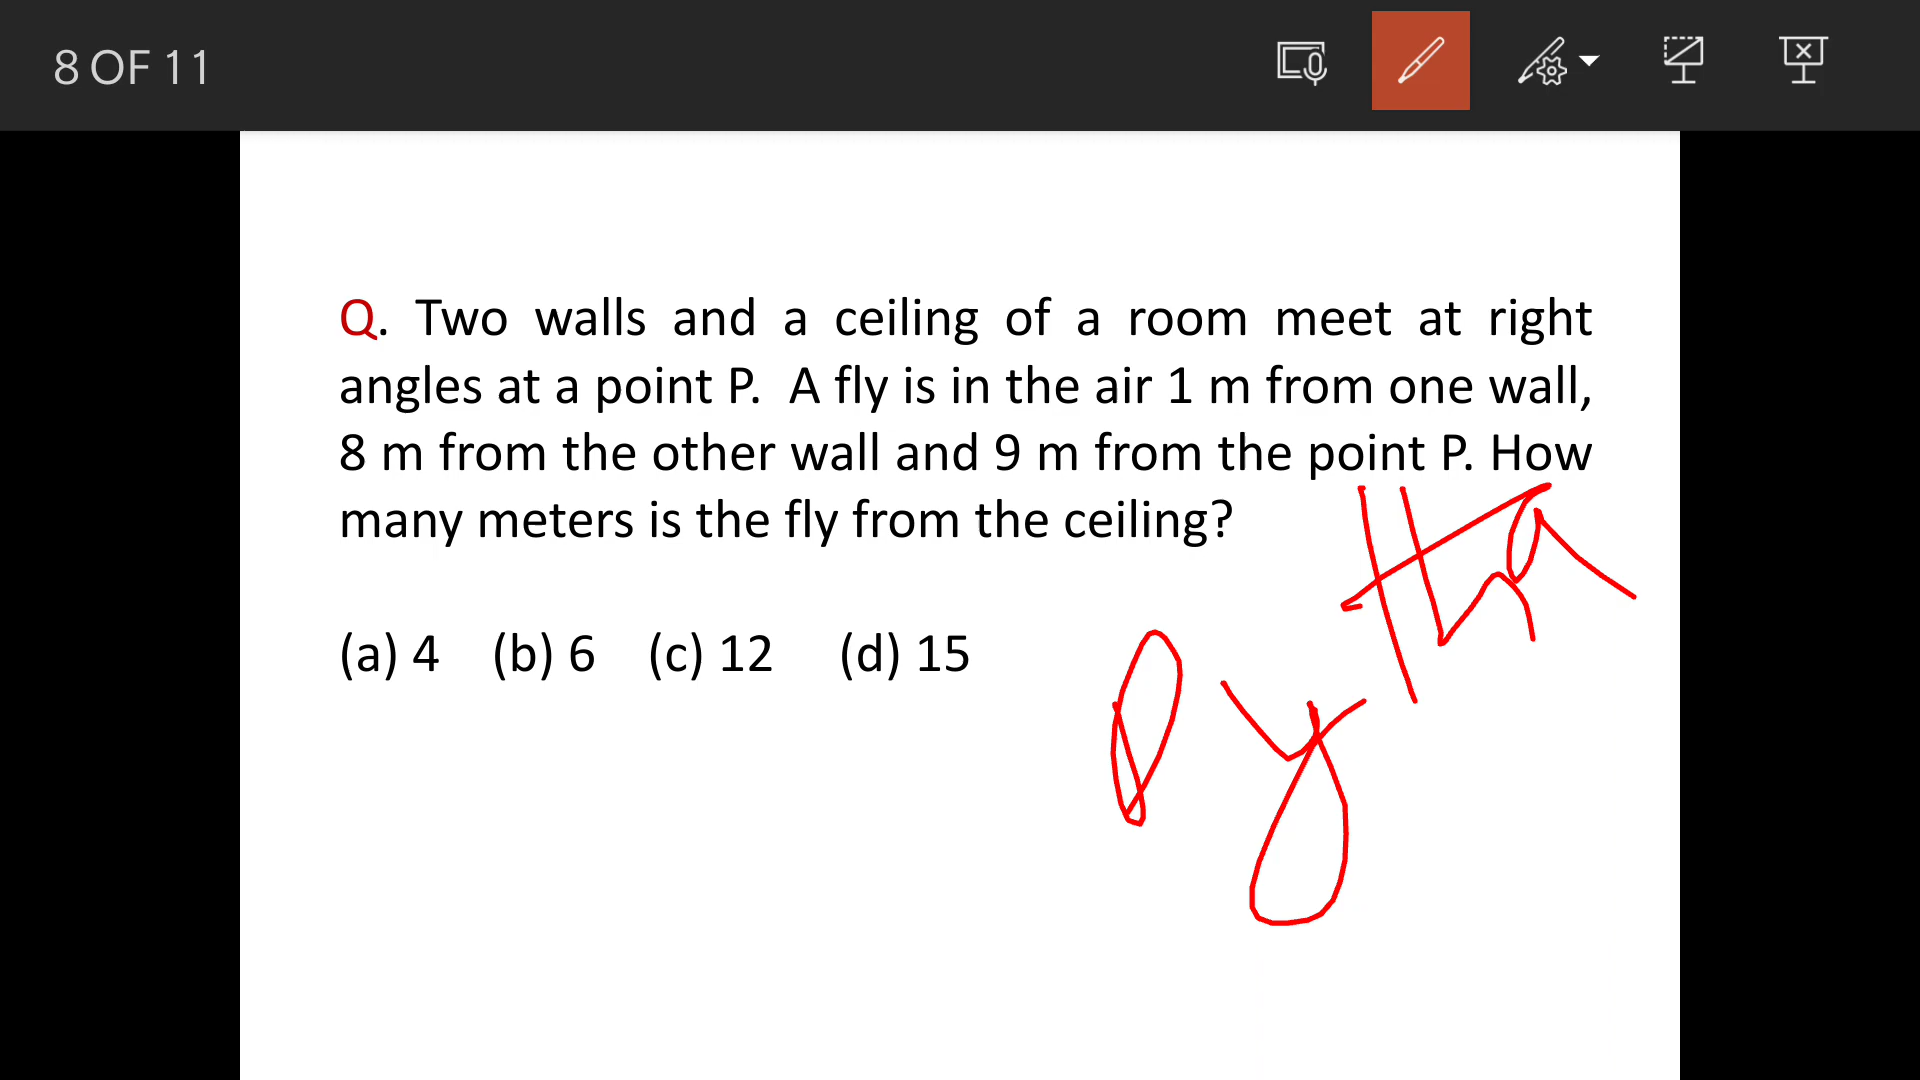 8 OF 11
Q. Two walls and a ceiling of a room meet at right
angles at a point P. A fly is in the air 1 m from one wall,
8 m from the other wall and 9 m from the point P. How
many meters is the fly from the ceiling?
(a) 4 (b) 6 (c) 12 (d) 15
Pytha